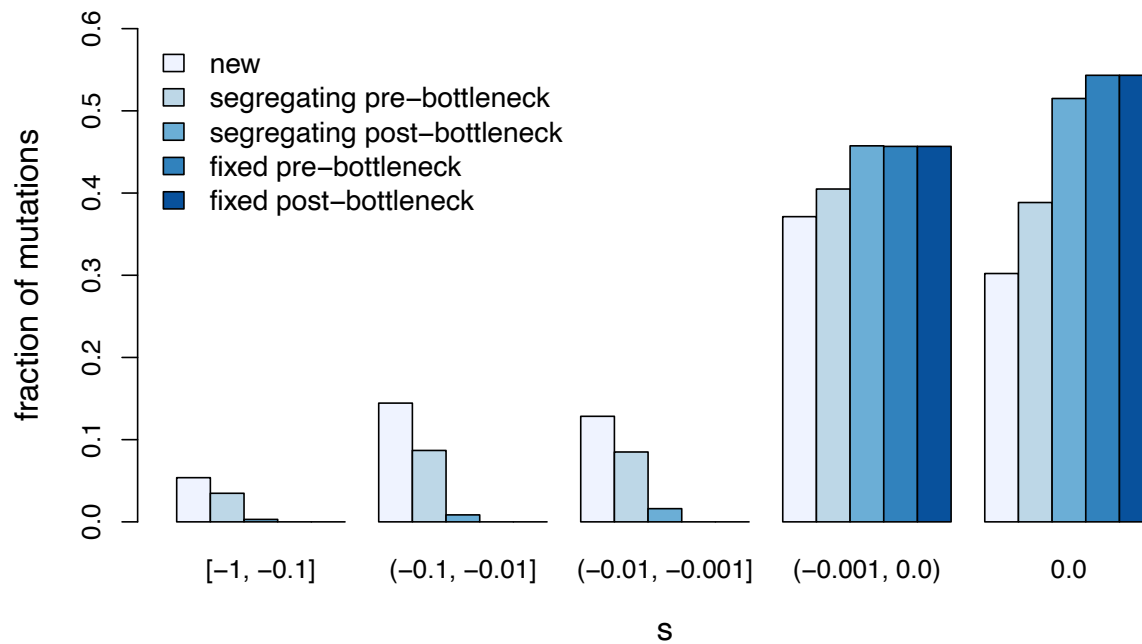 fraction of mutations
0.6
0.5
0.4
0.3
0.2
0.1
0.0
new
segregating pre−bottleneck
segregating post−bottleneck
fixed pre−bottleneck
fixed post−bottleneck
[−1, −0.1]
(−0.1, −0.01]
(−0.01, −0.001]
(−0.001, 0.0)
0.0
s